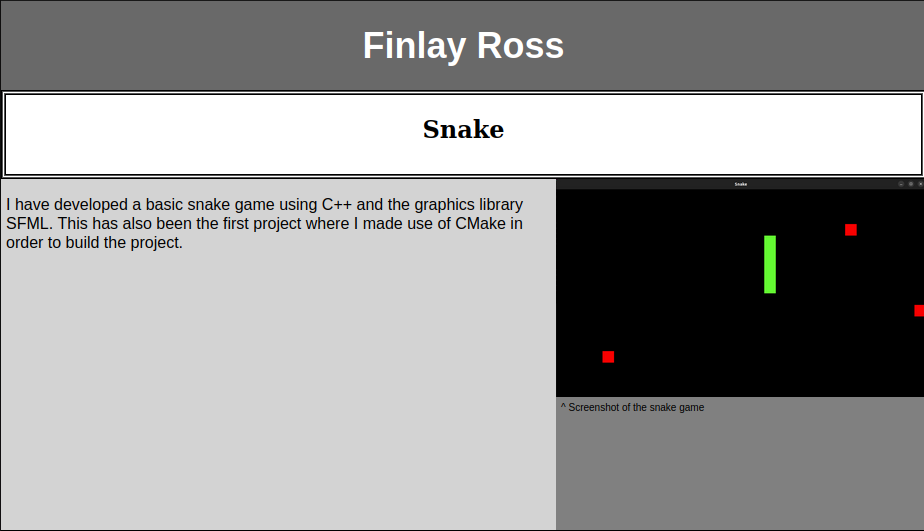 Finlay Ross
Snake
I have developed a basic snake game using C++ and the graphics library
SFML. This has also been the first project where I made use of CMake in
order to build the project.
Snake
^ Screenshot of the snake game